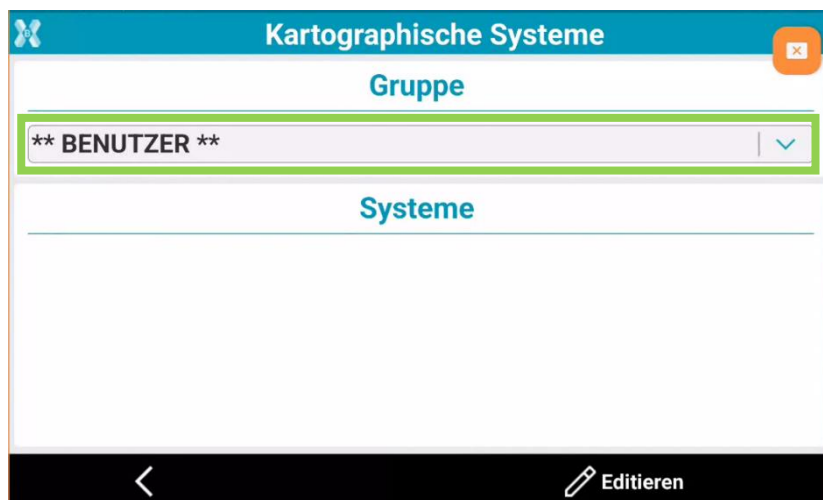 Kartographische Systeme
Gruppe
** BENUTZER **
Systeme
Editieren